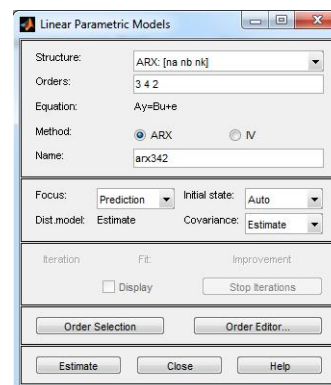 Linear Parametric Models
Structure: ARX: [na nb nk]
Orders: 3 4 2
Equation: Ay=Bu+e
Method: ARX IV
Name: arx342
Focus: Prediction Initial state: Auto
Dist.model: Estimate Covariance: Estimate
Iteration Fit: Improvement
Display Stop Iterations
Order Selection Order Editor...
Estimate Close Help